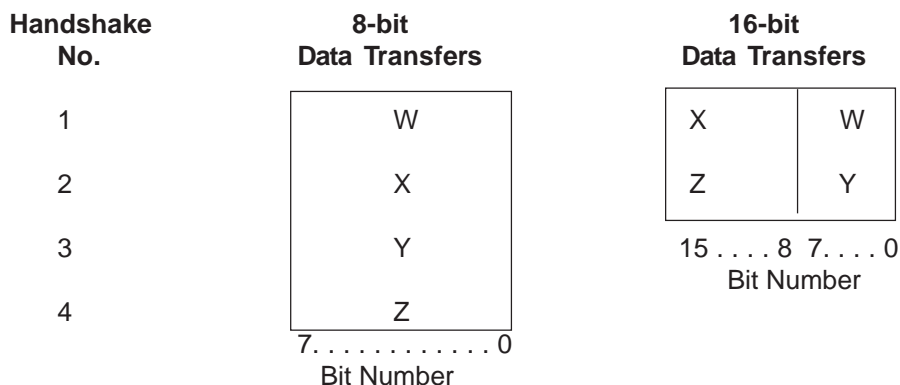 Handshake 8-bit 16-bit
No. Data Transfers Data Transfers
1 W X W
2 X Z Y
3 Y 15 . . . . 8 7. . . . 0
Bit Number
4 Z
7. . . . . . . . . . . . 0
Bit Number